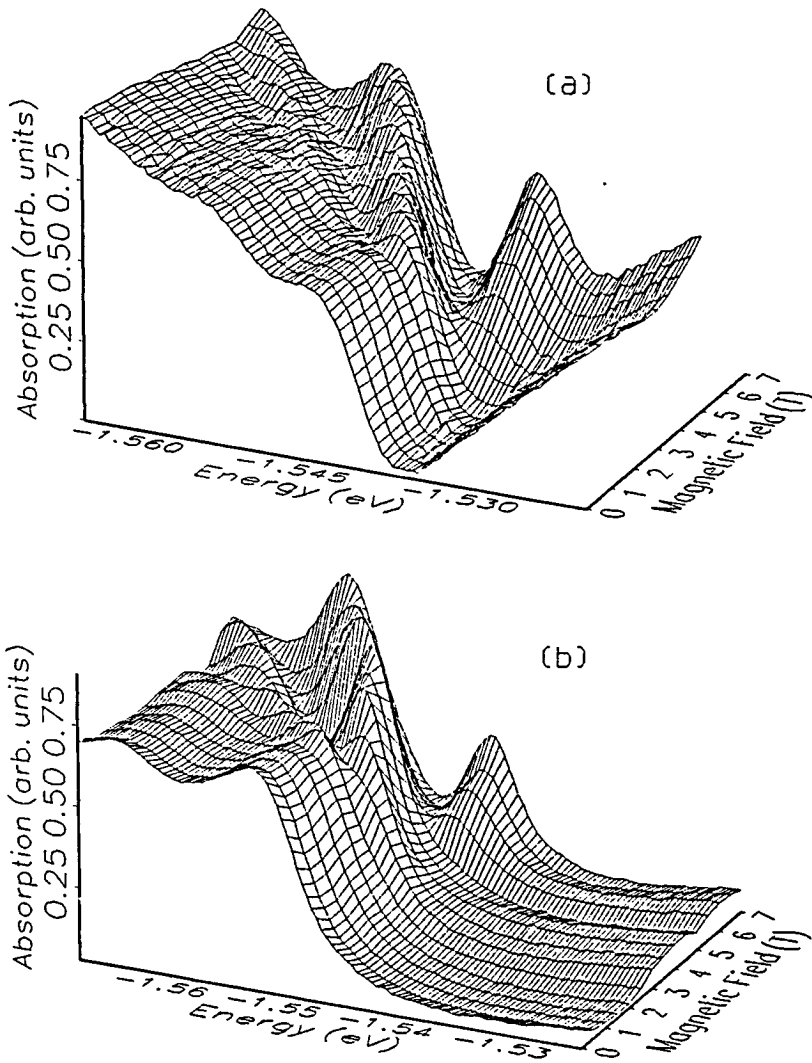 (a)
Absorption (arb. units)
0.25 0.50 0.75
-1.560 -1.545 -1.530
Energy (eV)
0 1 2 3 4 5 6 7
Magnetic Field (T)
(b)
Absorption (arb. units)
0.25 0.50 0.75
-1.56 -1.55 -1.54 -1.53
Energy (eV)
0 1 2 3 4 5 6 7
Magnetic Field (T)